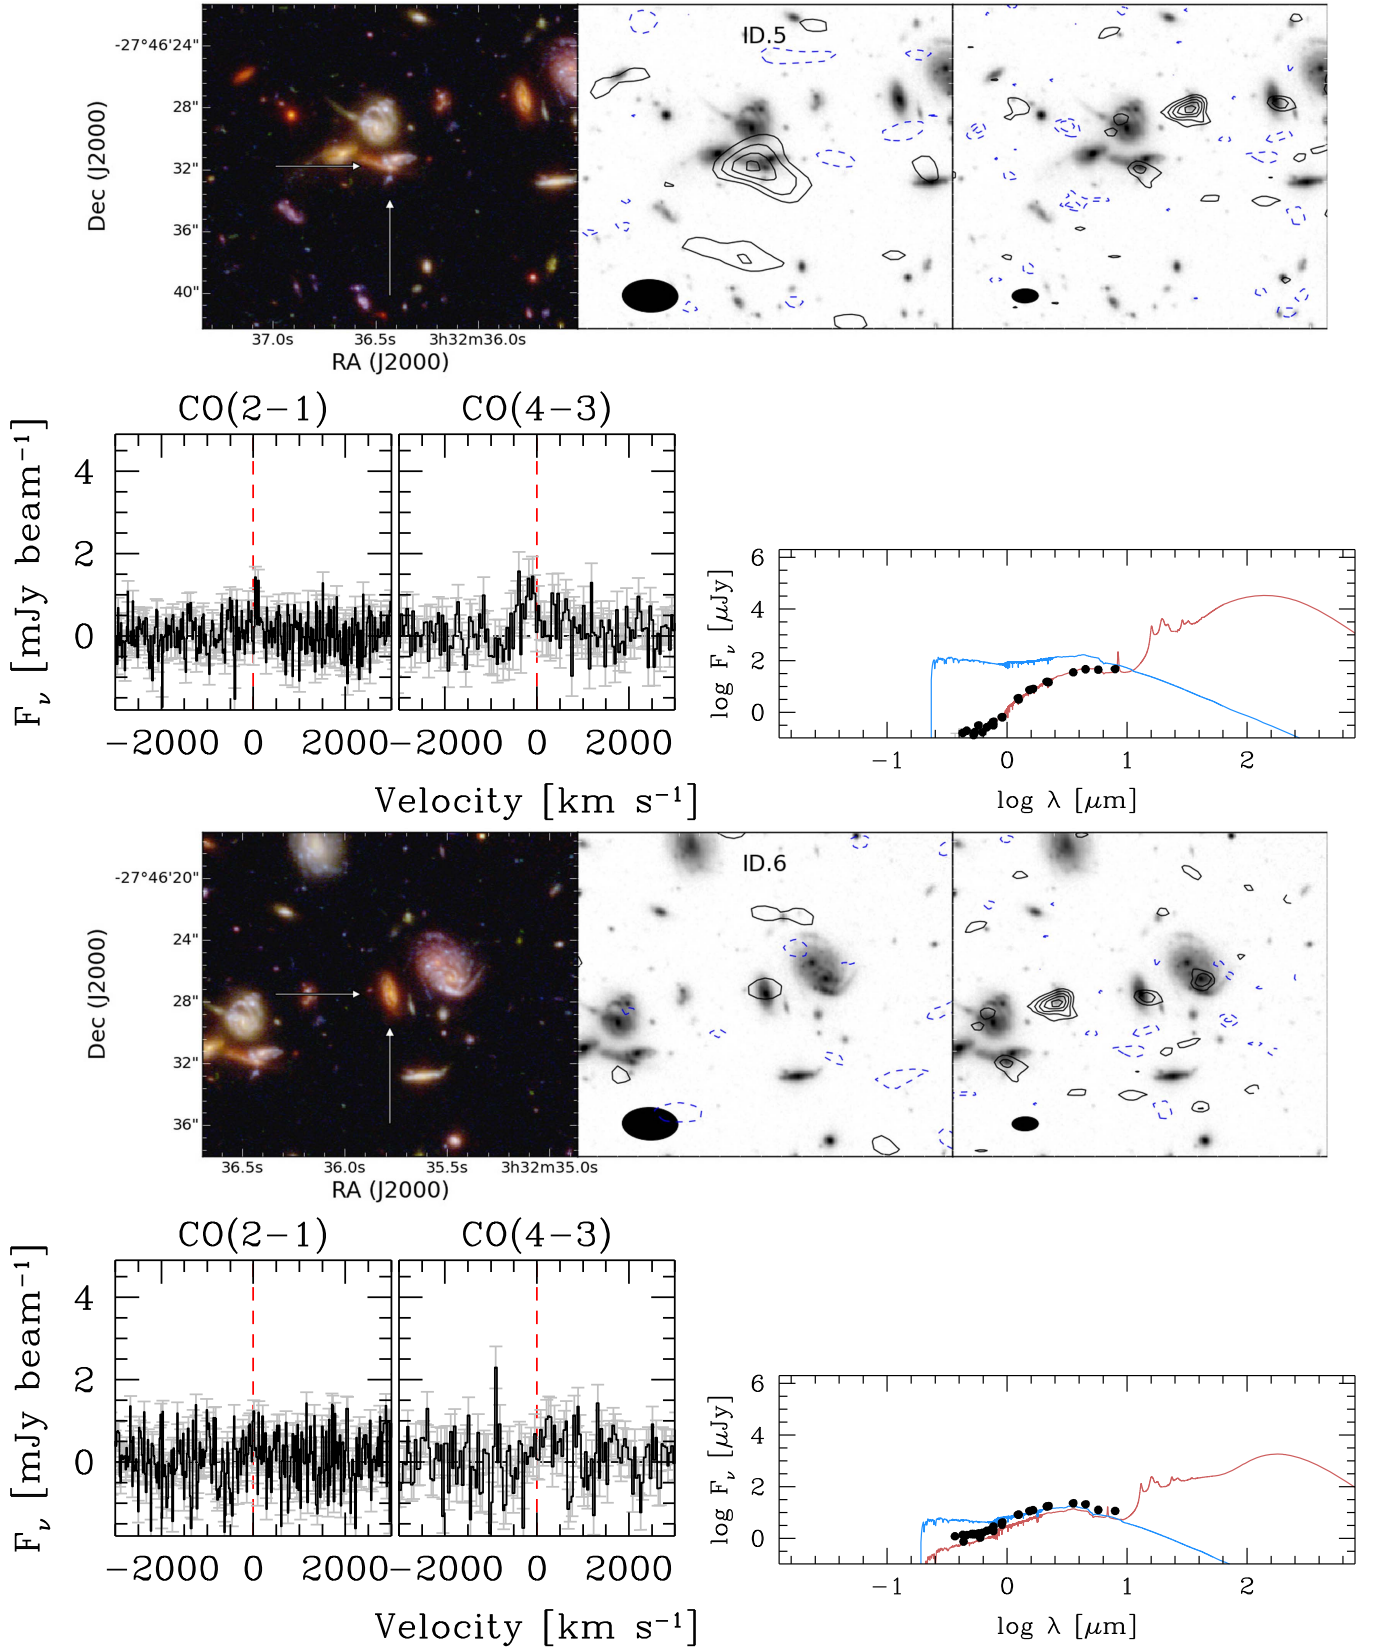 ID.5
-27°46'24"
28"
32"
36"
40"
Dec (J2000)
37.0s 36.5s 3h32m36.0s
RA (J2000)
CO(2−1) CO(4−3)
4
2
0
F_ν [mJy beam⁻¹]
−2000 0 2000 −2000 0 2000
Velocity [km s⁻¹]
6
4
2
0
log F_ν [μJy]
−1 0 1 2
log λ [μm]
ID.6
-27°46'20"
24"
28"
32"
36"
Dec (J2000)
36.5s 36.0s 35.5s 3h32m35.0s
RA (J2000)
CO(2−1) CO(4−3)
4
2
0
F_ν [mJy beam⁻¹]
−2000 0 2000 −2000 0 2000
Velocity [km s⁻¹]
6
4
2
0
log F_ν [μJy]
−1 0 1 2
log λ [μm]